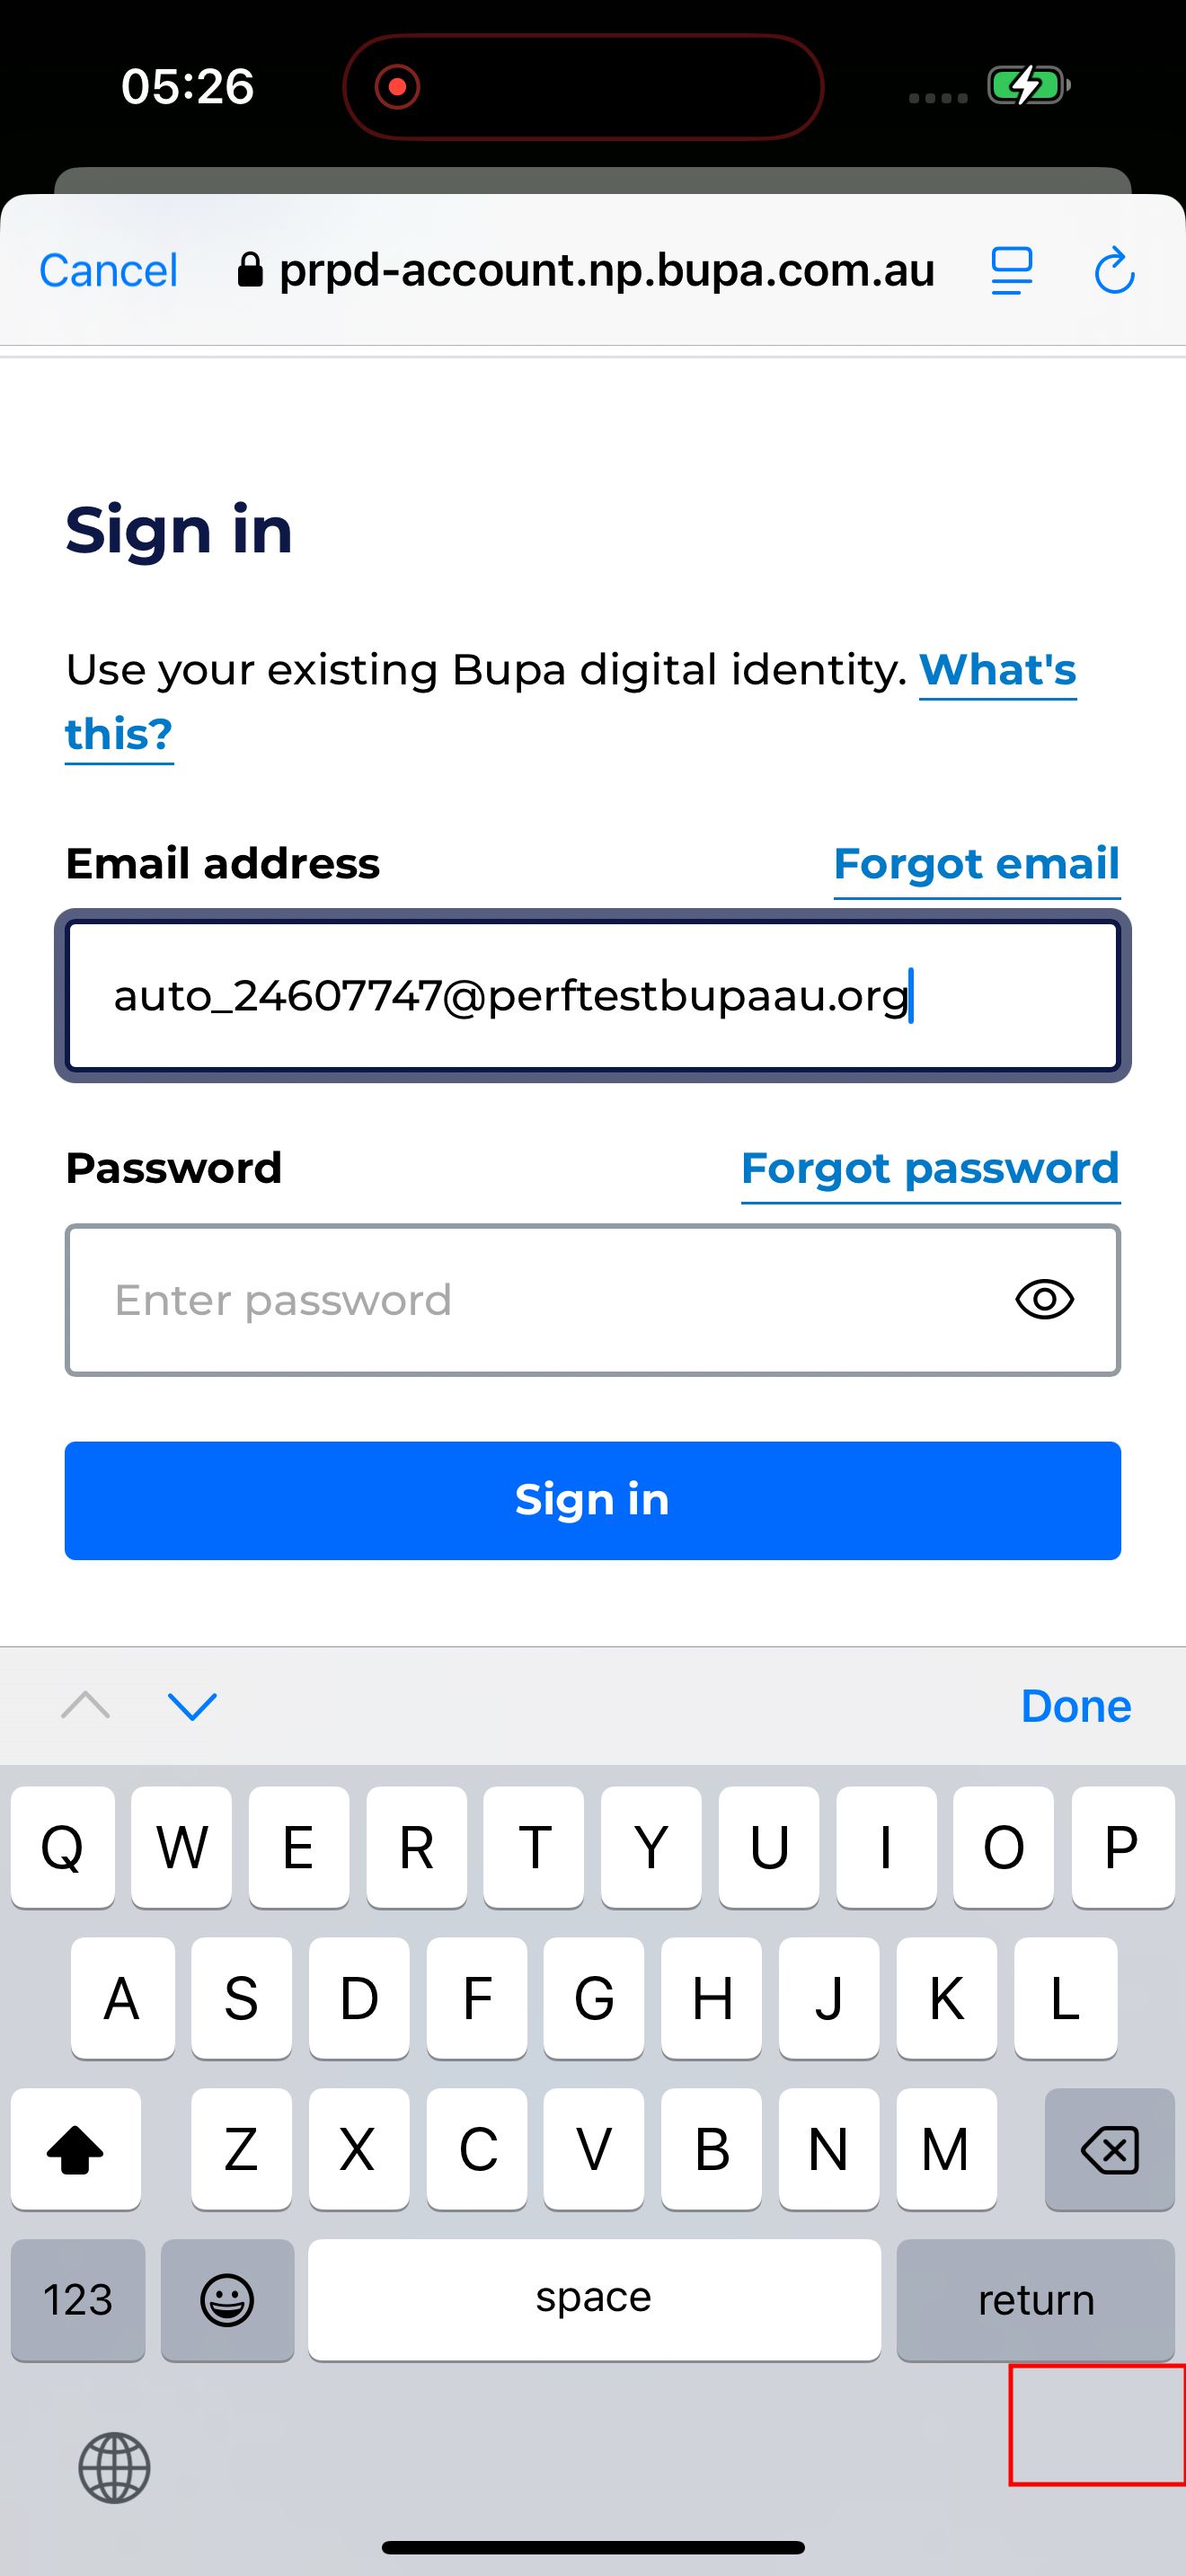 05:26
Cancel prpd-account.np.bupa.com.au
Sign in
Use your existing Bupa digital identity. What's
this?
Email address Forgot email
auto_24607747@perftestbupaau.org
Password Forgot password
Enter password
Sign in
Done
Q W E R T Y U I O P
A S D F G H J K L
Z X C V B N M
123 space return